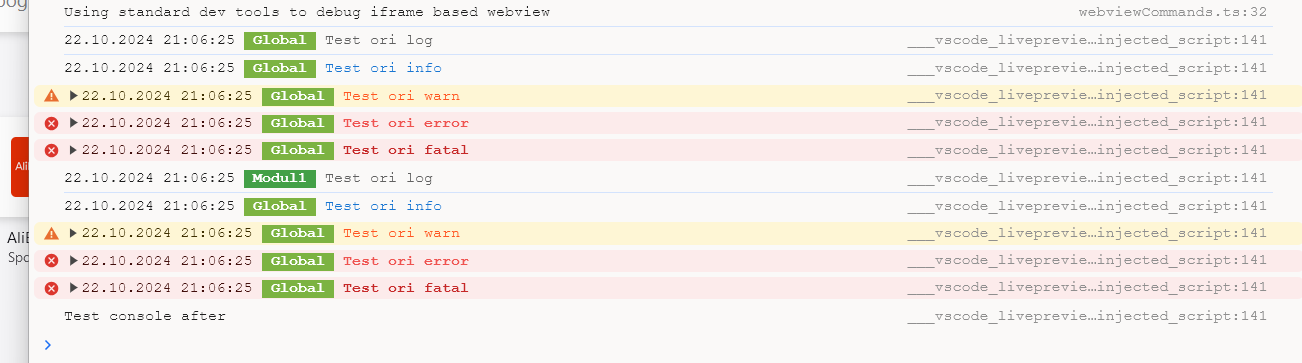 Using standard dev tools to debug iframe based webview webviewCommands.ts:32
22.10.2024 21:06:25 Global Test ori log ___vscode_liveprevie…injected_script:141
22.10.2024 21:06:25 Global Test ori info ___vscode_liveprevie…injected_script:141
22.10.2024 21:06:25 Global Test ori warn ___vscode_liveprevie…injected_script:141
22.10.2024 21:06:25 Global Test ori error ___vscode_liveprevie…injected_script:141
22.10.2024 21:06:25 Global Test ori fatal ___vscode_liveprevie…injected_script:141
22.10.2024 21:06:25 Modul1 Test ori log ___vscode_liveprevie…injected_script:141
22.10.2024 21:06:25 Global Test ori info ___vscode_liveprevie…injected_script:141
22.10.2024 21:06:25 Global Test ori warn ___vscode_liveprevie…injected_script:141
22.10.2024 21:06:25 Global Test ori error ___vscode_liveprevie…injected_script:141
22.10.2024 21:06:25 Global Test ori fatal ___vscode_liveprevie…injected_script:141
Test console after ___vscode_liveprevie…injected_script:141